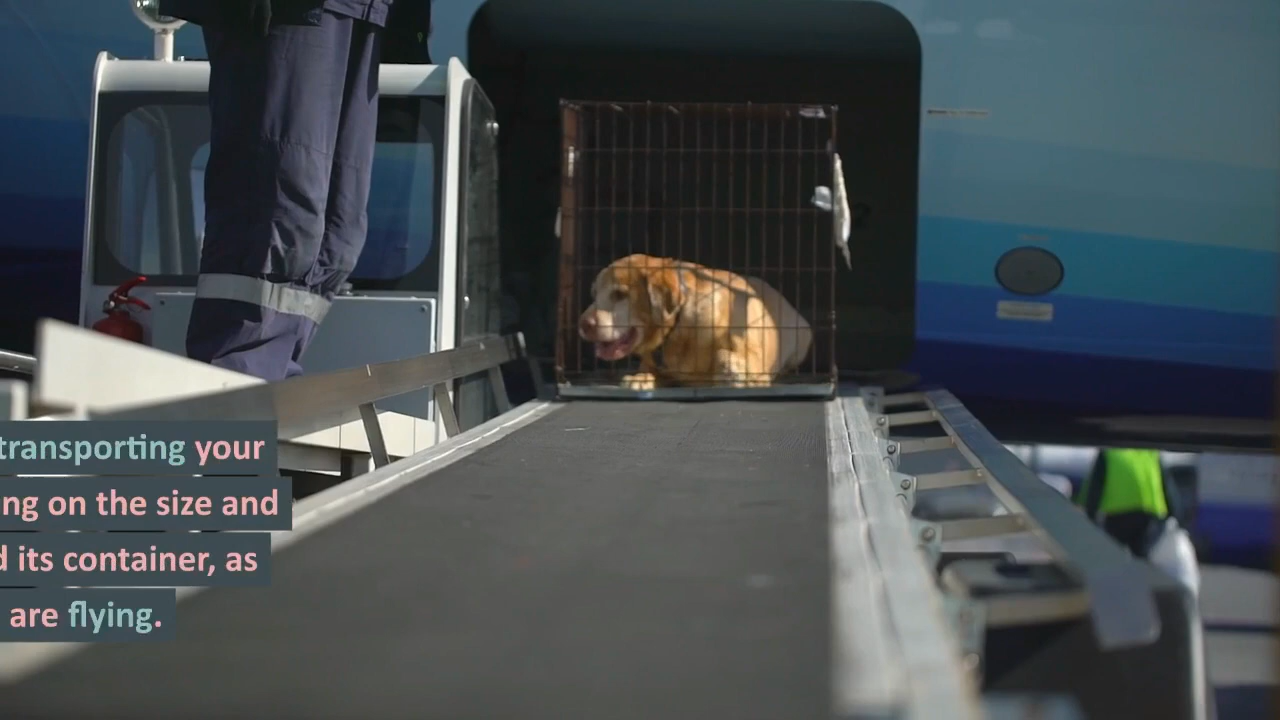 transporting your
ng on the size and
its container, as
are flying.